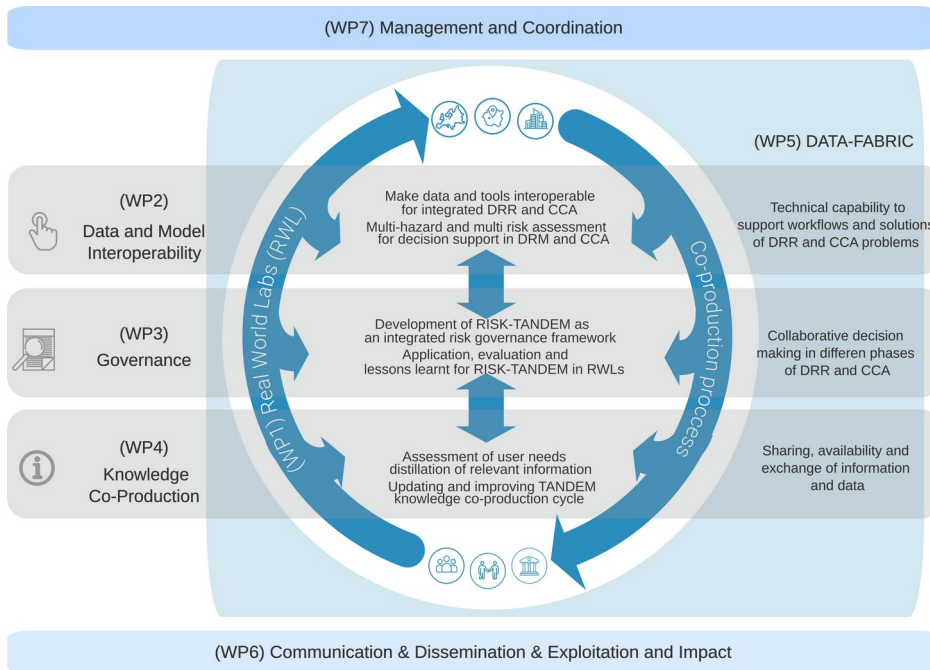 (WP7) Management and Coordination
(WP5) DATA-FABRIC
(WP2)
Data and Model
Interoperability
Make data and tools interoperable
for integrated DRR and CCA
Multi-hazard and multi risk assessment
for decision support in DRM and CCA
Technical capability to
support workflows and solutions
of DRR and CCA problems
(WP1) Real World Labs (RWL)
Co-production proccess
(WP3)
Governance
Development of RISK-TANDEM as
an integrated risk governance framework
Application, evaluation and
lessons learnt for RISK-TANDEM in RWLs
Collaborative decision
making in differen phases
of DRR and CCA
(WP4)
Knowledge
Co-Production
Assessment of user needs
distillation of relevant information
Updating and improving TANDEM
knowledge co-production cycle
Sharing, availability and
exchange of information
and data
(WP6) Communication & Dissemination & Exploitation and Impact